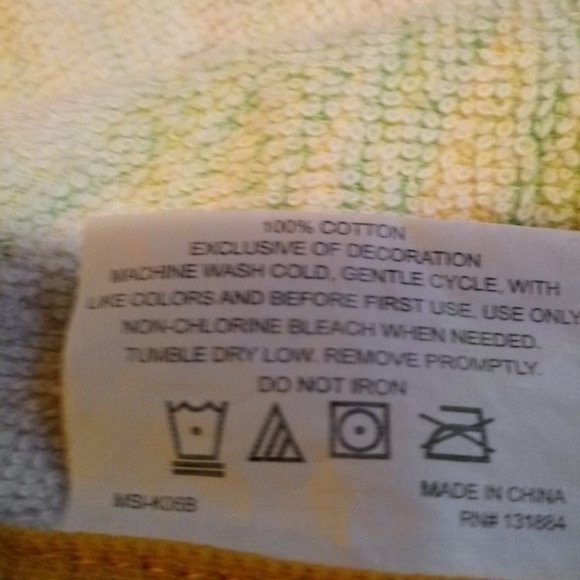 100% COTTON
EXCLUSIVE OF DECORATION
MACHINE WASH COLD, GENTLE CYCLE, WITH
LIKE COLORS AND BEFORE FIRST USE. USE ONLY
NON-CHLORINE BLEACH WHEN NEEDED.
TUMBLE DRY LOW. REMOVE PROMPTLY.
DO NOT IRON
MADE IN CHINA
RN# 131884